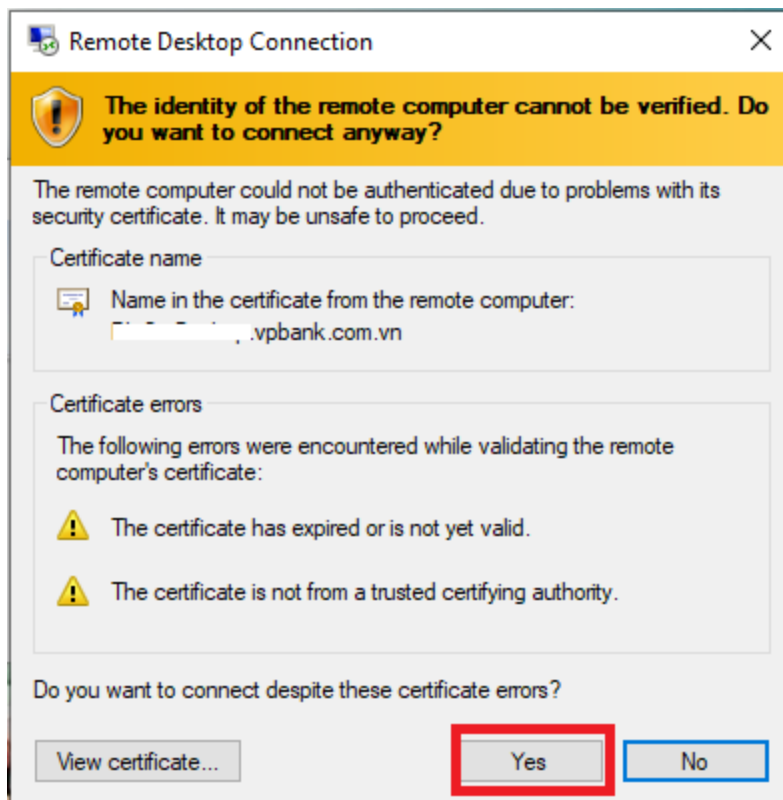 Remote Desktop Connection
The identity of the remote computer cannot be verified. Do
you want to connect anyway?
The remote computer could not be authenticated due to problems with its
security certificate. It may be unsafe to proceed.
Certificate name
Name in the certificate from the remote computer:
.vpbank.com.vn
Certificate errors
The following errors were encountered while validating the remote
computer's certificate:
The certificate has expired or is not yet valid.
The certificate is not from a trusted certifying authority.
Do you want to connect despite these certificate errors?
View certificate...
Yes
No